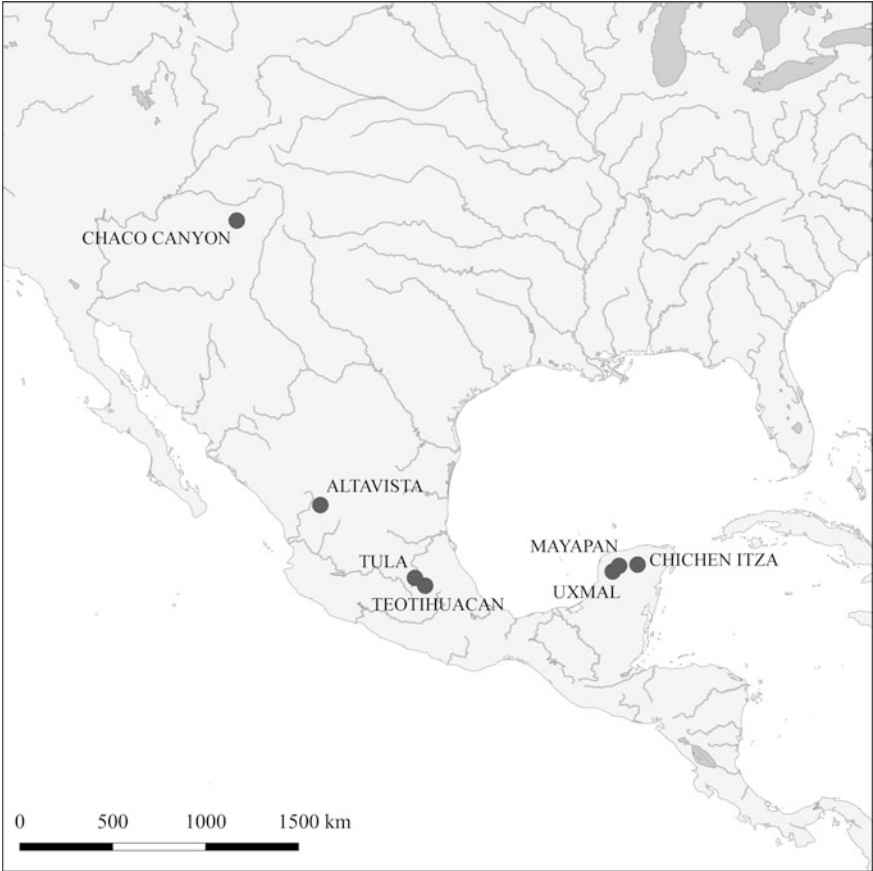 CHACO CANYON
ALTAVISTA
MAYAPAN
CHICHEN ITZA
TULA
UXMAL
TEOTIHUACAN
0 500 1000 1500 km